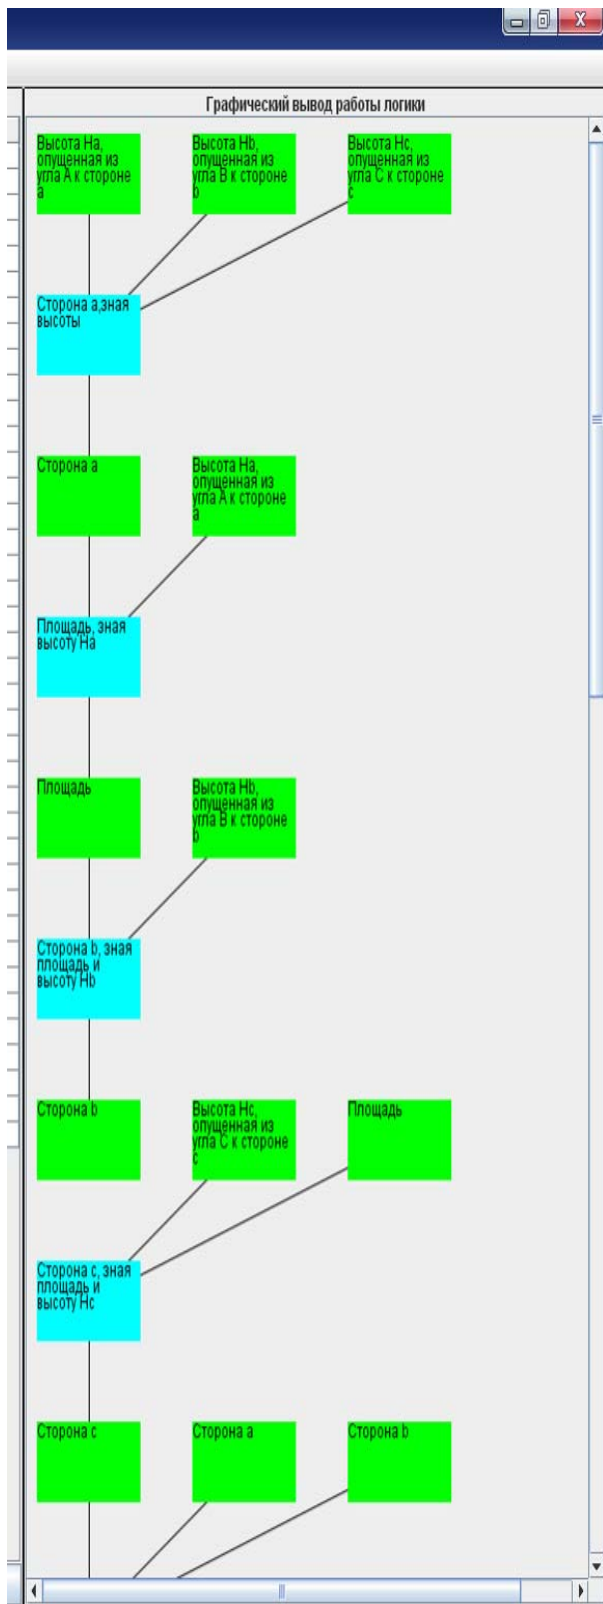 Графический вывод работы логики
Высота На,
опущенная из
угла А к стороне
а
Высота Hb,
опущенная из
угла В к стороне
b
Высота Нс,
опущенная из
угла С к стороне
с
Сторона а,зная
высоты
Сторона а
Высота На,
опущенная из
угла А к стороне
а
Площадь, зная
высоту На
Площадь
Высота Hb,
опущенная из
угла В к стороне
b
Сторона b, зная
площадь и
высоту Hb
Сторона b
Высота Нс,
опущенная из
угла С к стороне
с
Площадь
Сторона с, зная
площадь и
высоту Нс
Сторона с
Сторона а
Сторона b